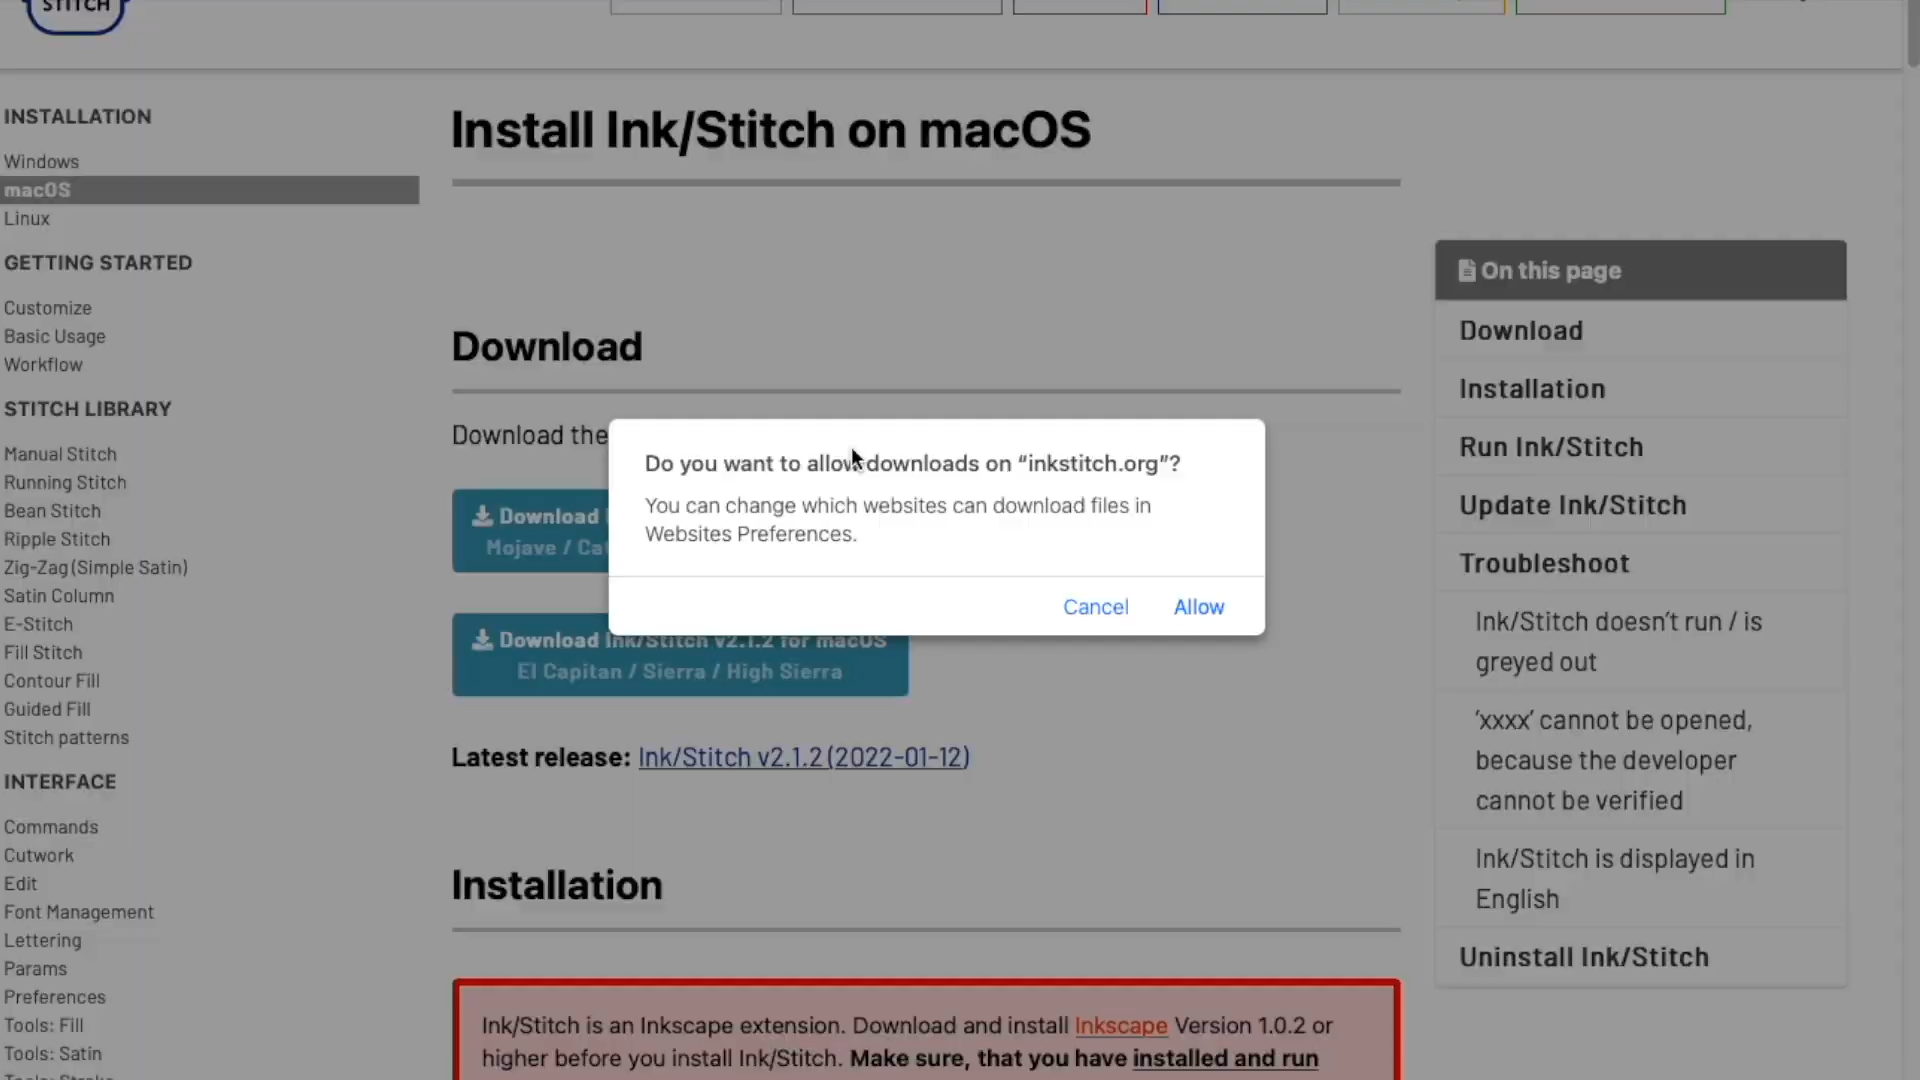 STITCH
INSTALLATION
Windows
macOS
Linux
GETTING STARTED
Customize
Basic Usage
Workflow
STITCH LIBRARY
Manual Stitch
Running Stitch
Bean Stitch
Ripple Stitch
Zig-Zag (Simple Satin)
Satin Column
E-Stitch
Fill Stitch
Contour Fill
Guided Fill
Stitch patterns
INTERFACE
Commands
Cutwork
Edit
Font Management
Lettering
Params
Preferences
Tools: Fill
Tools: Satin
Install Ink/Stitch on macOS
Download
Download the
Download
Mojave /
Do you want to allow downloads on “inkstitch.org”?
You can change which websites can download files in
Websites Preferences.
Cancel Allow
Download Ink/Stitch v2.1.2 for macOS
El Capitan / Sierra / High Sierra
Latest release: Ink/Stitch v2.1.2 (2022-01-12)
Installation
Ink/Stitch is an Inkscape extension. Download and install Inkscape Version 1.0.2 or
higher before you install Ink/Stitch. Make sure, that you have installed and run
On this page
Download
Installation
Run Ink/Stitch
Update Ink/Stitch
Troubleshoot
Ink/Stitch doesn’t run / is
greyed out
‘xxxx’ cannot be opened,
because the developer
cannot be verified
Ink/Stitch is displayed in
English
Uninstall Ink/Stitch